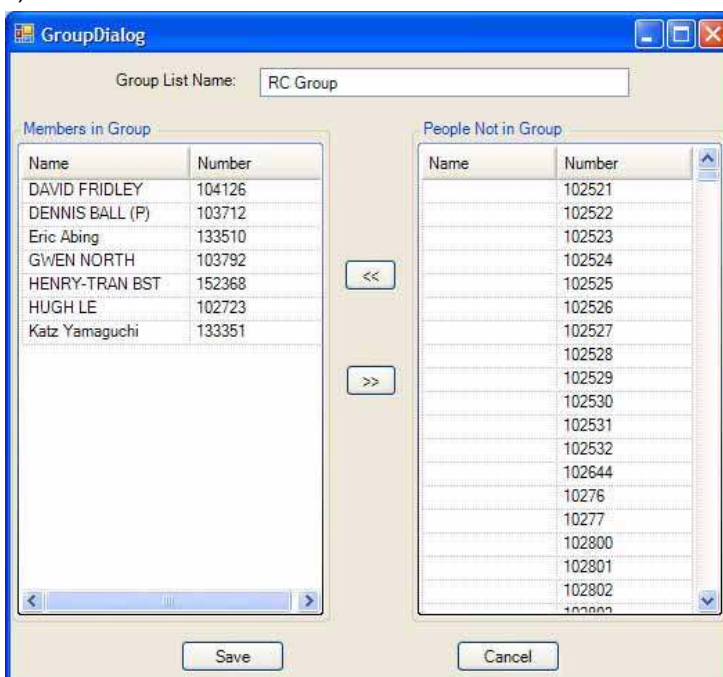 GroupDialog
Group List Name: RC Group
Members in Group
Name Number
DAVID FRIDLEY 104126
DENNIS BALL (P) 103712
Eric Abing 133510
GWEN NORTH 103792
HENRY-TRAN BST 152368
HUGH LE 102723
Katz Yamaguchi 133351
<<
>>
People Not in Group
Name Number
102521
102522
102523
102524
102525
102526
102527
102528
102529
102530
102531
102532
102644
10276
10277
102800
102801
102802
Save Cancel